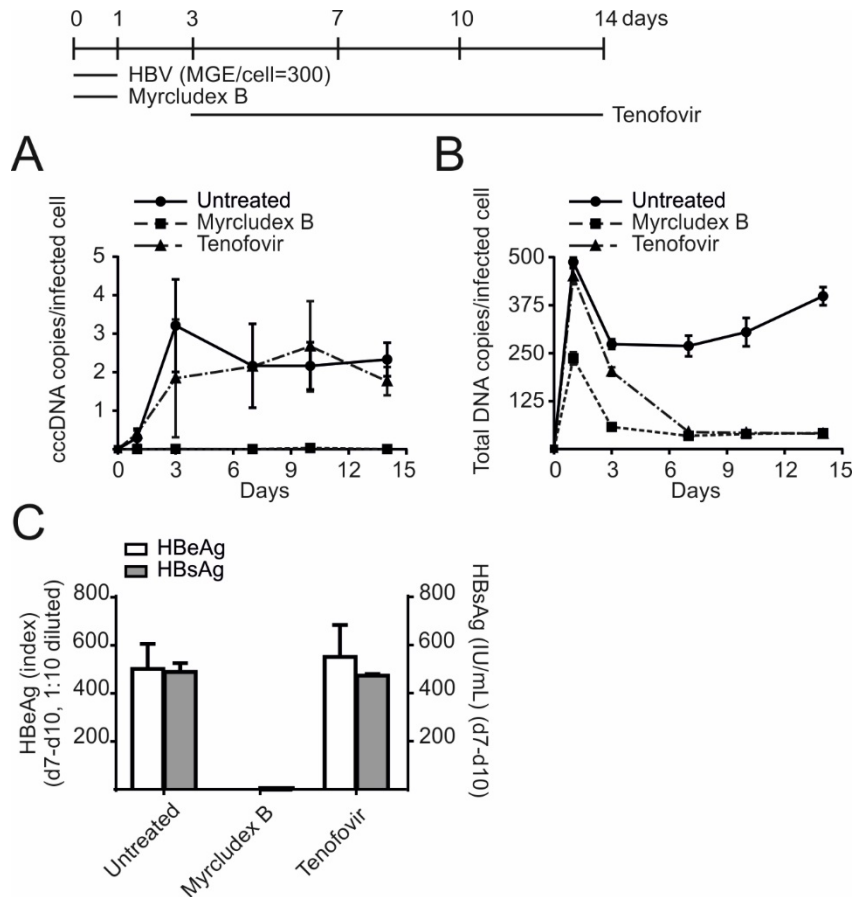 0 1 3 7 10 14 days
HBV (MGE/cell=300)
Myrcludex B
Tenofovir
A
Untreated
Myrcludex B
Tenofovir
cccDNA copies/infected cell
5
4
3
2
1
0 3 6 9 12 15
Days
B
Untreated
Myrcludex B
Tenofovir
Total DNA copies/infected cell
500
375
250
125
0 3 6 9 12 15
Days
C
HBeAg
HBsAg
HBeAg (index)
(d7-d10, 1:10 diluted)
800
600
400
200
800
600
400
200
HBsAg (IU/mL) (d7-d10)
Untreated
Myrcludex B
Tenofovir